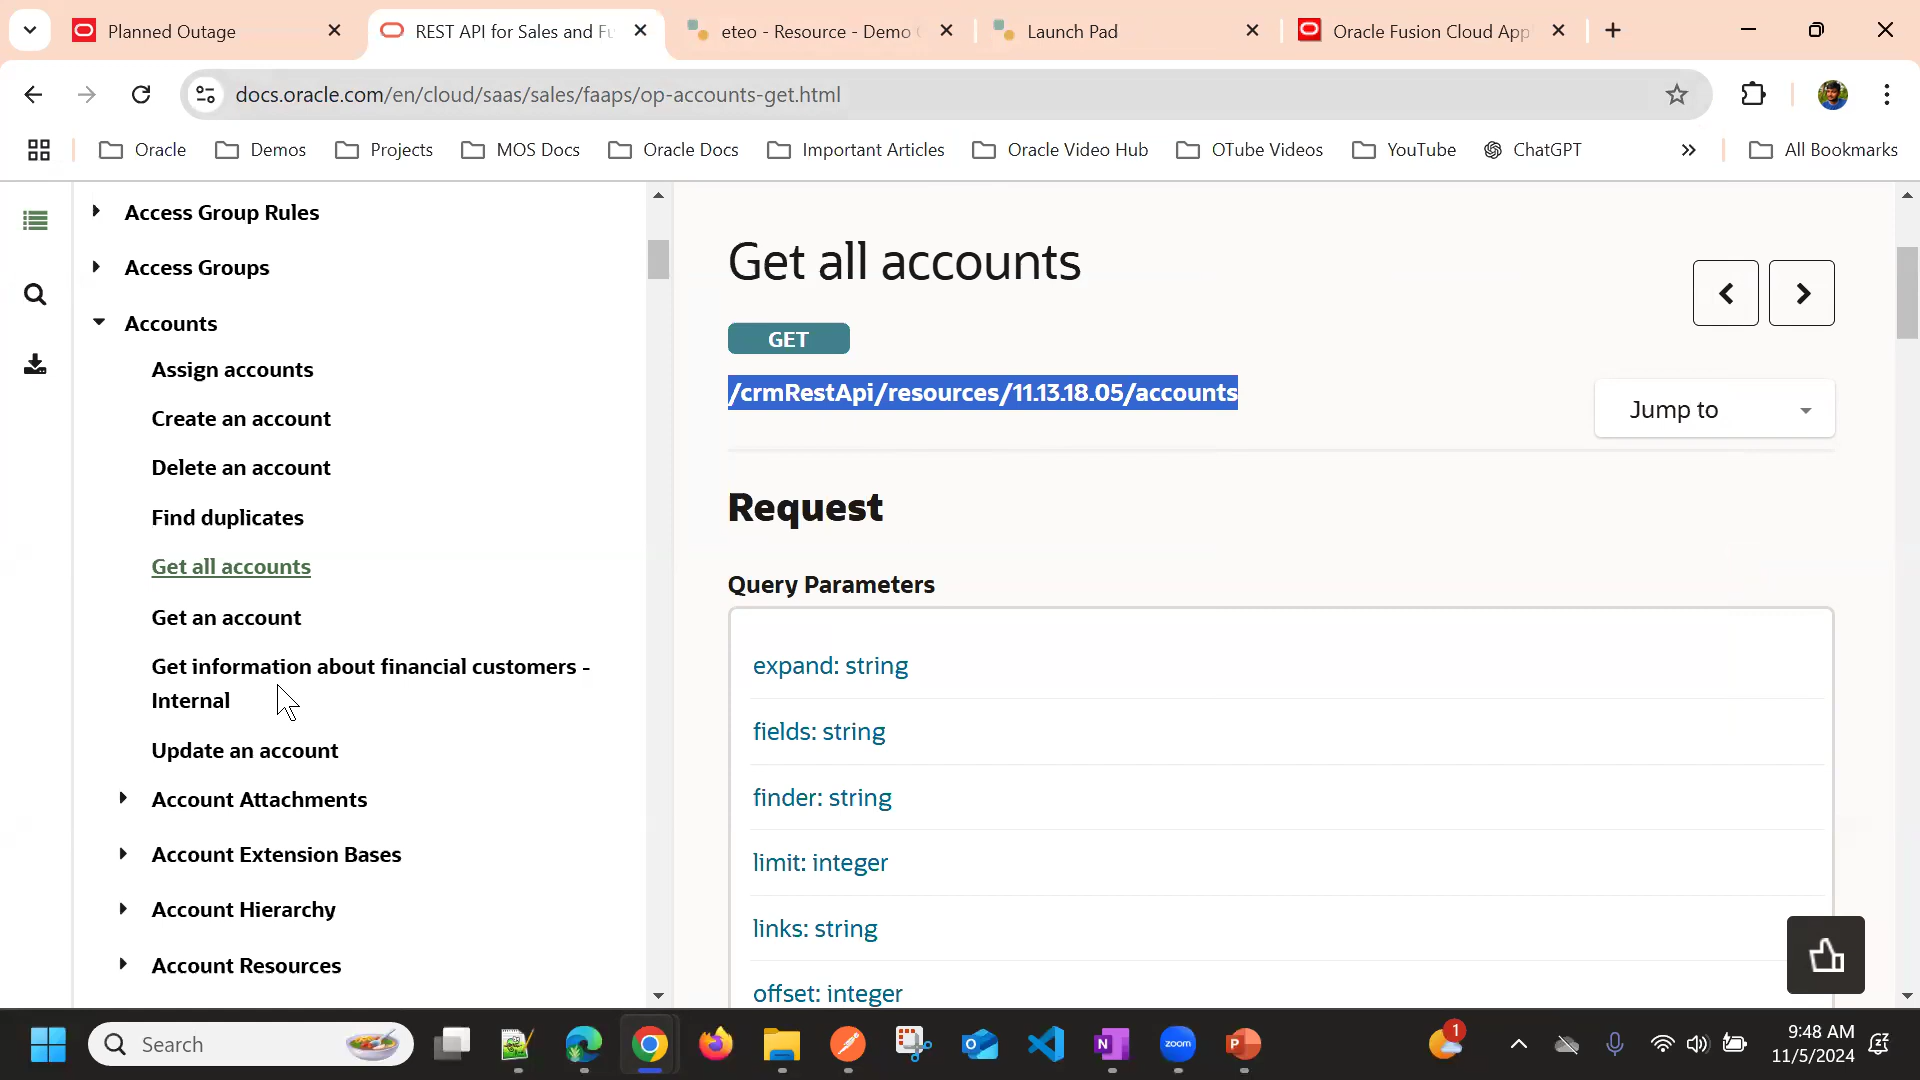 Planned Outage
REST API for Sales and Fu
eteo - Resource - Demo
Launch Pad
Oracle Fusion Cloud App
docs.oracle.com/en/cloud/saas/sales/faaps/op-accounts-get.html
Oracle
Demos
Projects
MOS Docs
Oracle Docs
Important Articles
Oracle Video Hub
OTube Videos
YouTube
ChatGPT
All Bookmarks
Access Group Rules
Access Groups
Accounts
Assign accounts
Create an account
Delete an account
Find duplicates
Get all accounts
Get an account
Get information about financial customers -
Internal
Update an account
Account Attachments
Account Extension Bases
Account Hierarchy
Account Resources
Get all accounts
GET
/crmRestApi/resources/11.13.18.05/accounts
Jump to
Request
Query Parameters
expand: string
fields: string
finder: string
limit: integer
links: string
offset: integer
Search
zoom
1
9:48 AM
11/5/2024